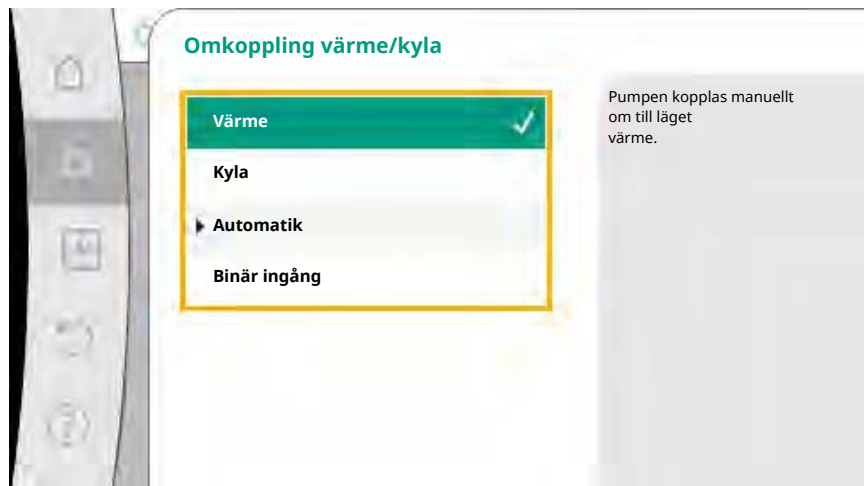 Omkoppling värme/kyla
Värme
Kyla
Automatik
Binär ingång
Pumpen kopplas manuellt
om till läget
värme.